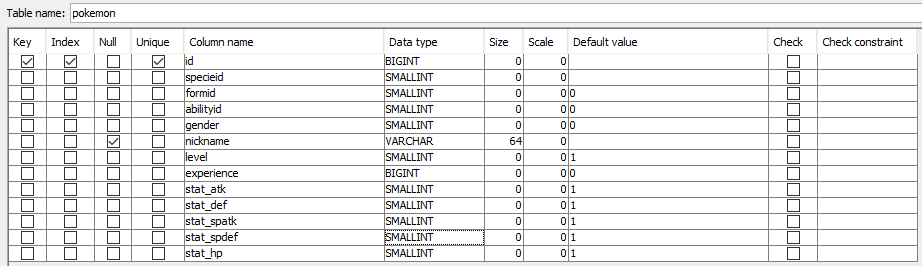 Table name: pokemon
Key Index Null Unique Column name Data type Size Scale Default value Check Check constraint
id BIGINT 0 0
specieid SMALLINT 0 0
formid SMALLINT 0 0 0
abilityid SMALLINT 0 0 0
gender SMALLINT 0 0 0
nickname VARCHAR 64 0
level SMALLINT 0 0 1
experience BIGINT 0 0 0
stat_atk SMALLINT 0 0 1
stat_def SMALLINT 0 0 1
stat_spatk SMALLINT 0 0 1
stat_spdef SMALLINT 0 0 1
stat_hp SMALLINT 0 0 1